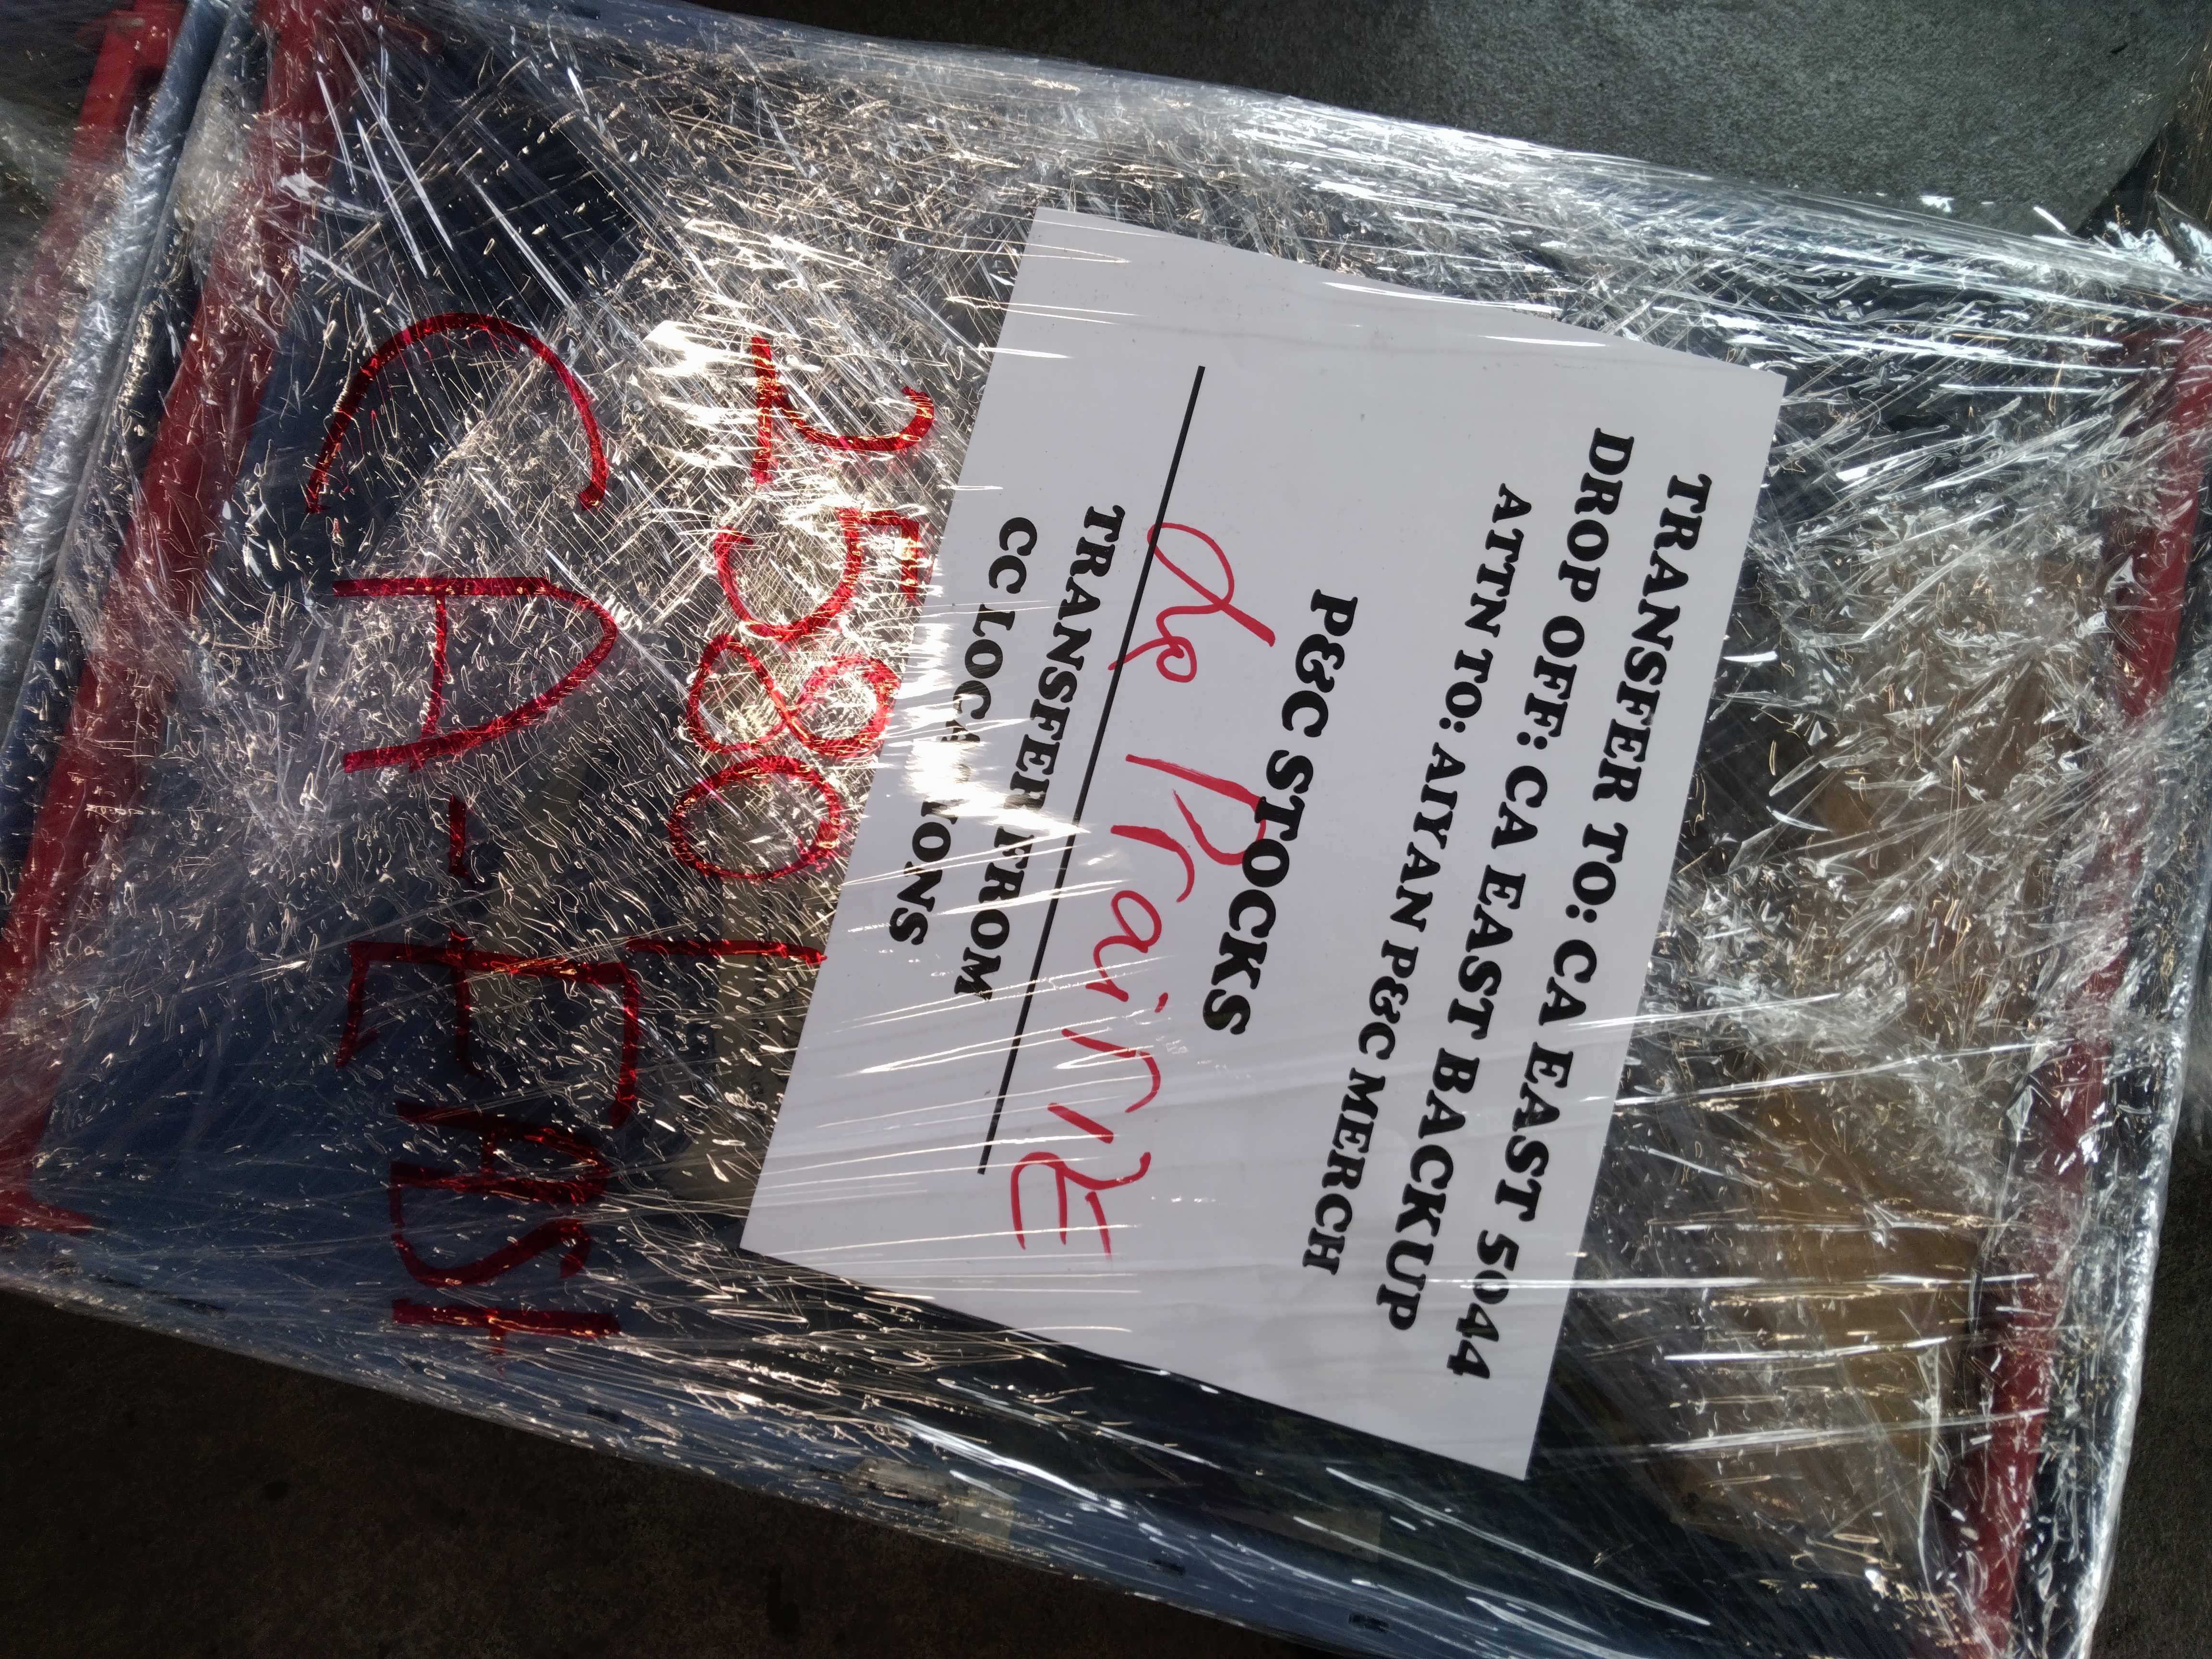 TRANSFER TO: CA EAST 5044
DROP OFF: CA EAST BACKUP
ATTN TO: AIYAN P&C MERCH
P&C STOCKS
La PrairiE
TRANSFER FROM
CC LOCATIONS
2580
CA-EAST